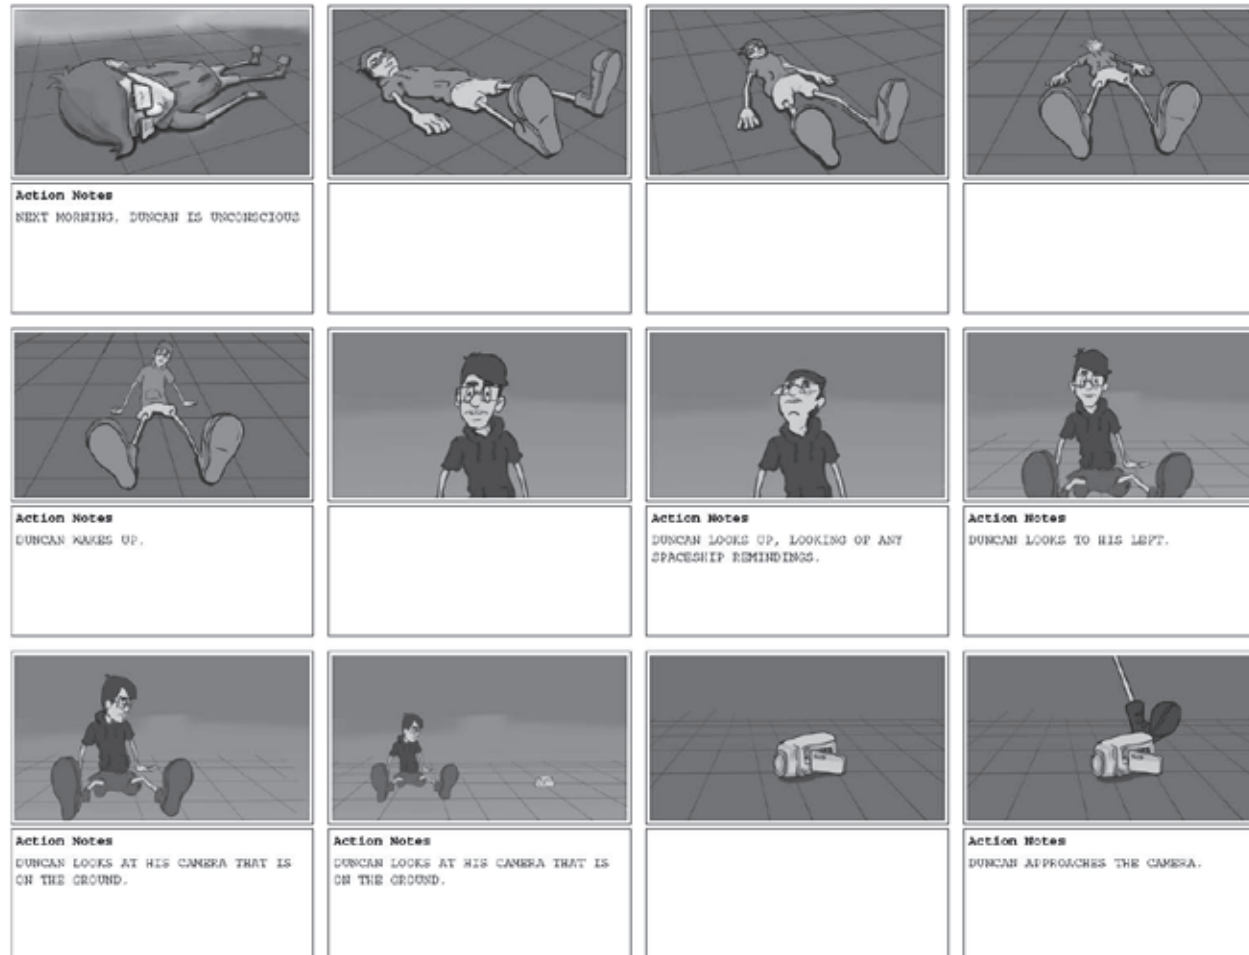 Action Notes
NEXT MORNING. DUNCAN IS UNCONSCIOUS
Action Notes
DUNCAN WAKES UP.
Action Notes
DUNCAN LOOKS UP, LOOKING OF ANY
SPACESHIP REMINDINGS.
Action Notes
DUNCAN LOOKS TO HIS LEFT.
Action Notes
DUNCAN LOOKS AT HIS CAMERA THAT IS
ON THE GROUND.
Action Notes
DUNCAN LOOKS AT HIS CAMERA THAT IS
ON THE GROUND.
Action Notes
DUNCAN APPROACHES THE CAMERA.